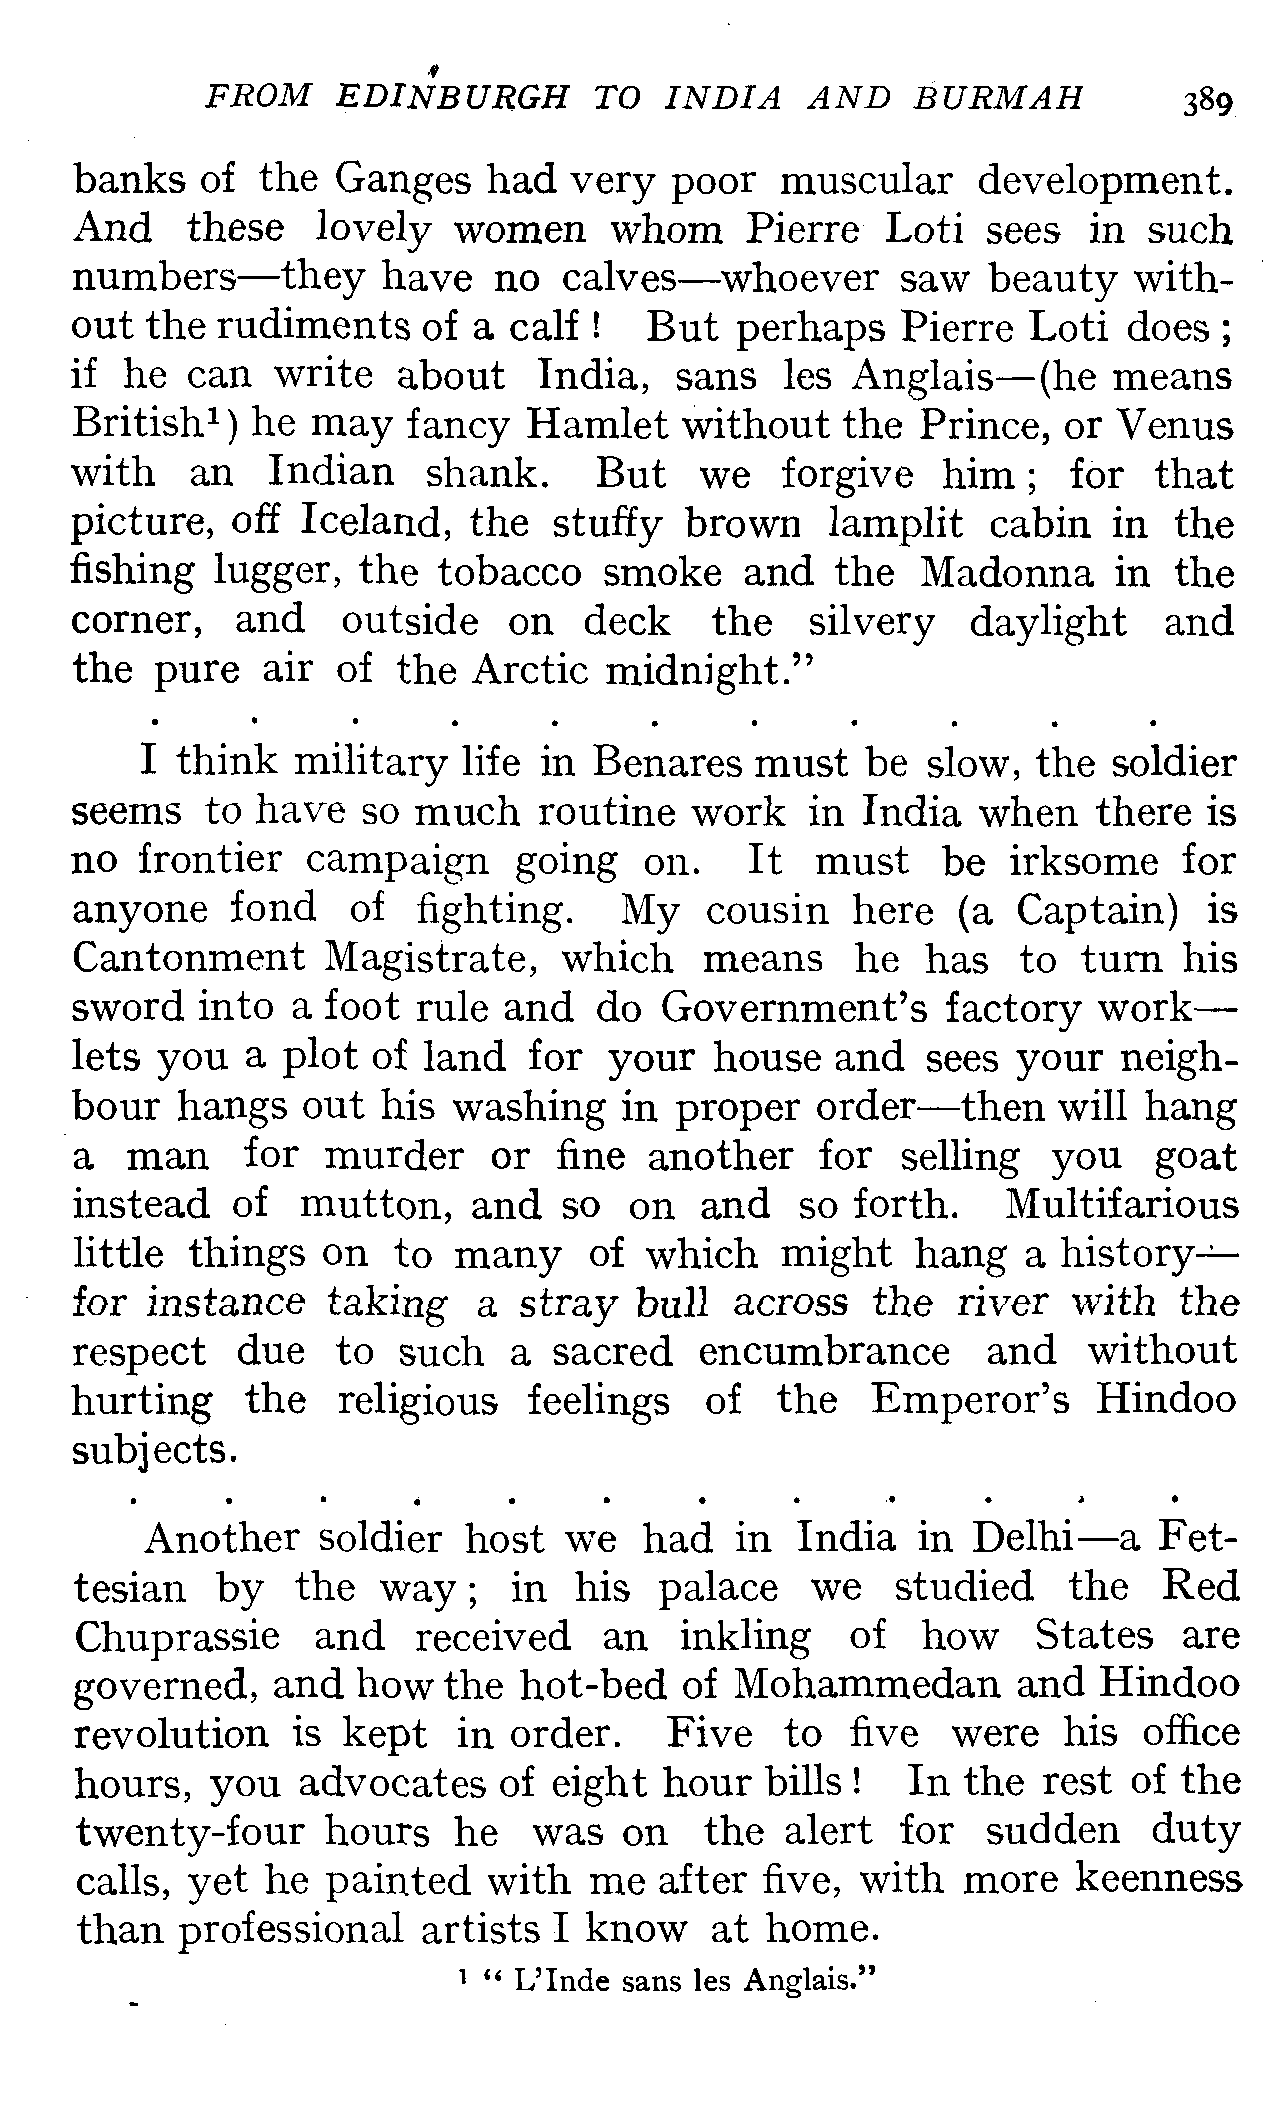 FROM EDINBURGH TO INDIA AND BURMAH 389
banks of the Ganges had very poor muscular development.
And these lovely women whom Pierre Loti sees in such
numbers—they have no calves—whoever saw beauty with-
out the rudiments of a calf! But perhaps Pierre Loti does;
if he can write about India, sans les Anglais—(he means
British¹) he may fancy Hamlet without the Prince, or Venus
with an Indian shank. But we forgive him; for that
picture, off Iceland, the stuffy brown lamplit cabin in the
fishing lugger, the tobacco smoke and the Madonna in the
corner, and outside on deck the silvery daylight and
the pure air of the Arctic midnight."
. . . . . . . . . . .
I think military life in Benares must be slow, the soldier
seems to have so much routine work in India when there is
no frontier campaign going on. It must be irksome for
anyone fond of fighting. My cousin here (a Captain) is
Cantonment Magistrate, which means he has to turn his
sword into a foot rule and do Government's factory work—
lets you a plot of land for your house and sees your neigh-
bour hangs out his washing in proper order—then will hang
a man for murder or fine another for selling you goat
instead of mutton, and so on and so forth. Multifarious
little things on to many of which might hang a history—
for instance taking a stray bull across the river with the
respect due to such a sacred encumbrance and without
hurting the religious feelings of the Emperor's Hindoo
subjects.
. . . . . . . . . . . .
Another soldier host we had in India in Delhi—a Fet-
tesian by the way; in his palace we studied the Red
Chuprassie and received an inkling of how States are
governed, and how the hot-bed of Mohammedan and Hindoo
revolution is kept in order. Five to five were his office
hours, you advocates of eight hour bills! In the rest of the
twenty-four hours he was on the alert for sudden duty
calls, yet he painted with me after five, with more keenness
than professional artists I know at home.
¹ "L'Inde sans les Anglais."